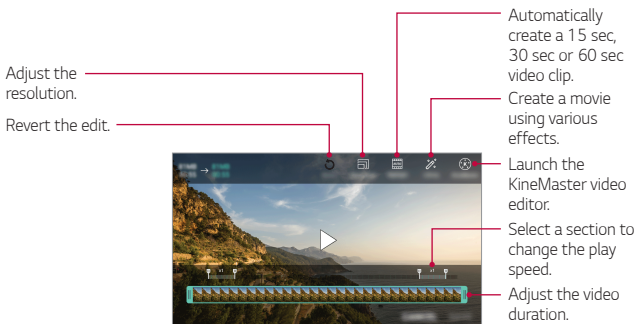 Automatically
create a 15 sec,
30 sec or 60 sec
video clip.
Adjust the
resolution.
Create a movie
using various
effects.
Revert the edit.
Launch the
KineMaster video
editor.
Select a section to
change the play
speed.
x1
x1
Adjust the video
duration.